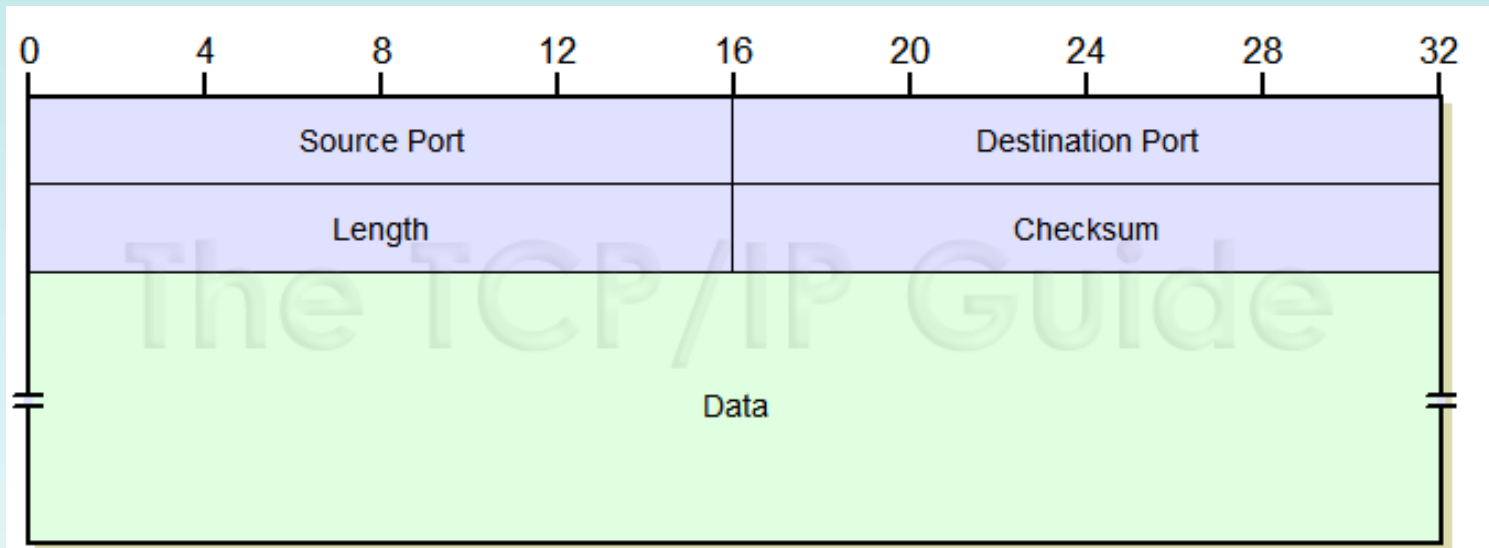 0 4 8 12 16 20 24 28 32
Source Port Destination Port
Length Checksum
The TCP/IP Guide
Data